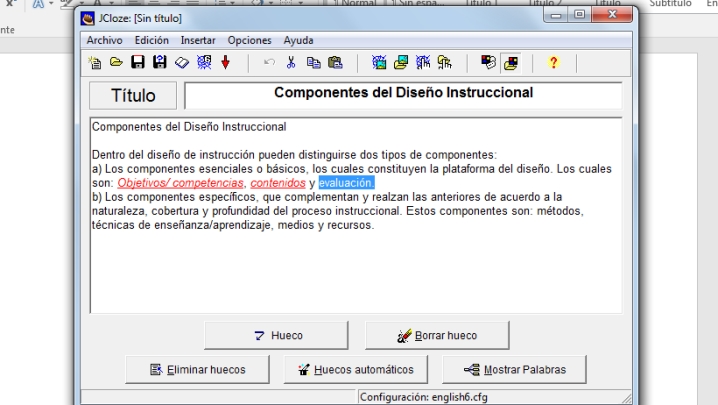 Normal
Sin espa...
Título 1
Título 2
Título
Subtítulo
En
nte
JCloze: [Sin título]
Archivo Edición Insertar Opciones Ayuda
Título
Componentes del Diseño Instruccional
Componentes del Diseño Instruccional
Dentro del diseño de instrucción pueden distinguirse dos tipos de componentes:
a) Los componentes esenciales o básicos, los cuales constituyen la plataforma del diseño. Los cuales
son: Objetivos/ competencias, contenidos y evaluación.
b) Los componentes específicos, que complementan y realzan las anteriores de acuerdo a la
naturaleza, cobertura y profundidad del proceso instruccional. Estos componentes son: métodos,
técnicas de enseñanza/aprendizaje, medios y recursos.
Hueco
Borrar hueco
Eliminar huecos
Huecos automáticos
Mostrar Palabras
Configuración: english6.cfg